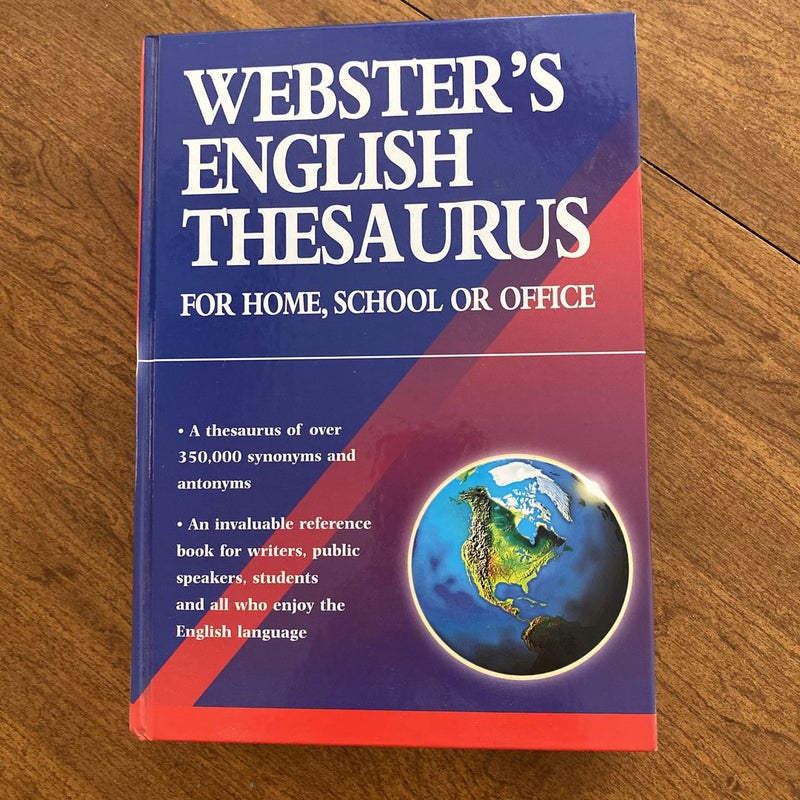 WEBSTER'S
ENGLISH
THESAURUS
FOR HOME, SCHOOL OR OFFICE
• A thesaurus of over
350,000 synonyms and
antonyms
• An invaluable reference
book for writers, public
speakers, students
and all who enjoy the
English language